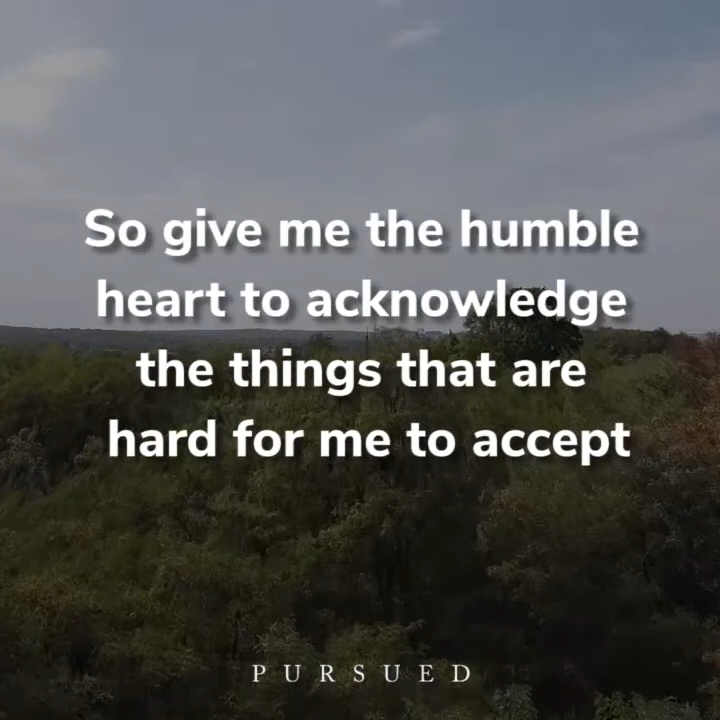 So give me the humble
heart to acknowledge
the things that are
hard for me to accept
PURSUED